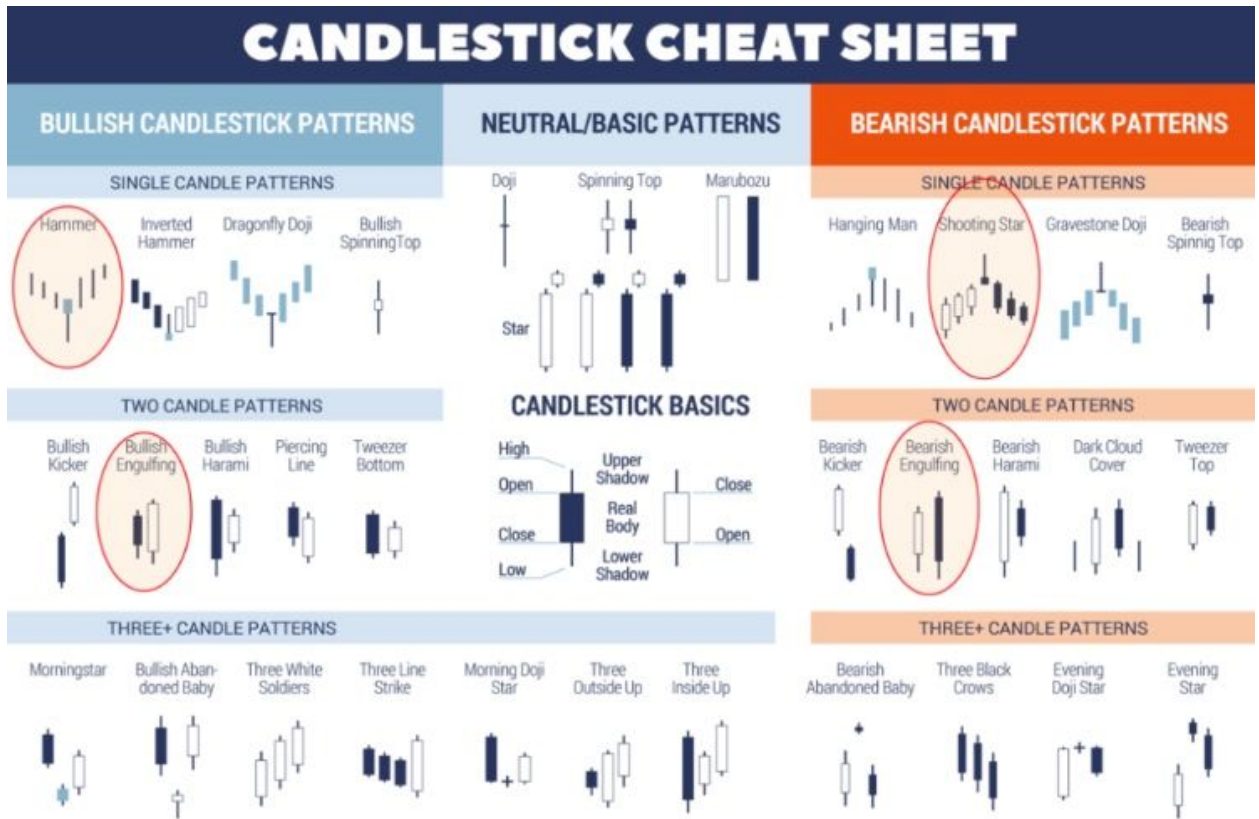 CANDLESTICK CHEAT SHEET
BULLISH CANDLESTICK PATTERNS
SINGLE CANDLE PATTERNS
Hammer
Inverted
Hammer
Dragonfly Doji
Bullish
SpinningTop
TWO CANDLE PATTERNS
Bullish
Kicker
Bullish
Engulfing
Bullish
Harami
Piercing
Line
Tweezer
Bottom
NEUTRAL/BASIC PATTERNS
Doji
Spinning Top
Marubozu
Star
CANDLESTICK BASICS
High
Open
Close
Low
Upper
Shadow
Real
Body
Lower
Shadow
Close
Open
BEARISH CANDLESTICK PATTERNS
SINGLE CANDLE PATTERNS
Hanging Man
Shooting Star
Gravestone Doji
Bearish
Spinnig Top
TWO CANDLE PATTERNS
Bearish
Kicker
Bearish
Engulfing
Bearish
Harami
Dark Cloud
Cover
Tweezer
Top
THREE+ CANDLE PATTERNS
Morningstar
Bullish Aban-
doned Baby
Three White
Soldiers
Three Line
Strike
Morning Doji
Star
Three
Outside Up
Three
Inside Up
THREE+ CANDLE PATTERNS
Bearish
Abandoned Baby
Three Black
Crows
Evening
Doji Star
Evening
Star